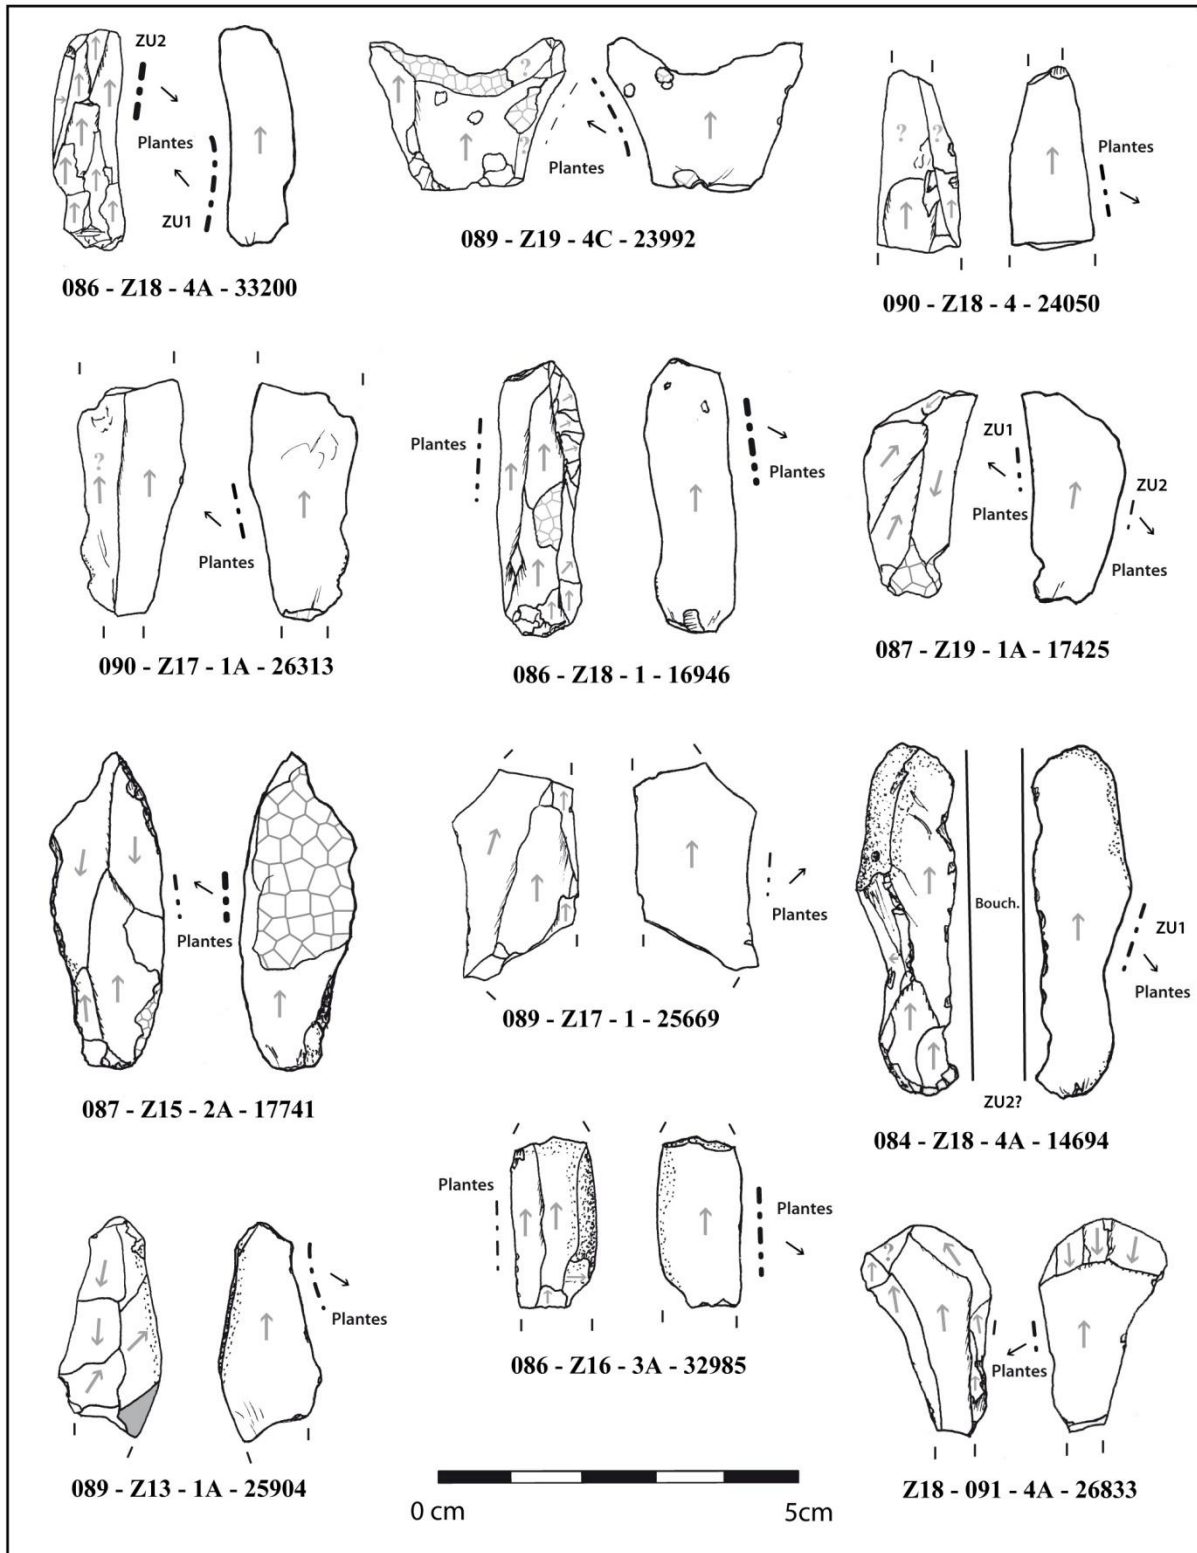 ZU2
Plantes
ZU1
086 - Z18 - 4A - 33200
?
?
Plantes
089 - Z19 - 4C - 23992
?
?
Plantes
090 - Z18 - 4 - 24050
?
Plantes
090 - Z17 - 1A - 26313
Plantes
Plantes
086 - Z18 - 1 - 16946
ZU1
Plantes
ZU2
Plantes
087 - Z19 - 1A - 17425
Plantes
087 - Z15 - 2A - 17741
Plantes
089 - Z17 - 1 - 25669
Bouch.
ZU1
Plantes
ZU2?
084 - Z18 - 4A - 14694
Plantes
089 - Z13 - 1A - 25904
Plantes
Plantes
086 - Z16 - 3A - 32985
?
Plantes
Z18 - 091 - 4A - 26833
0 cm 5cm